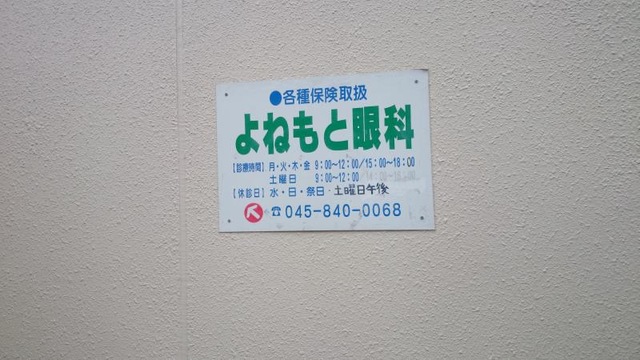 ●各種保険取扱
よねもと眼科
【診療時間】月・火・木・金 9:00〜12:00/15:00〜18:00
土曜日 9:00〜12:00
【休診日】水・日・祭日・土曜日午後
☎045-840-0068